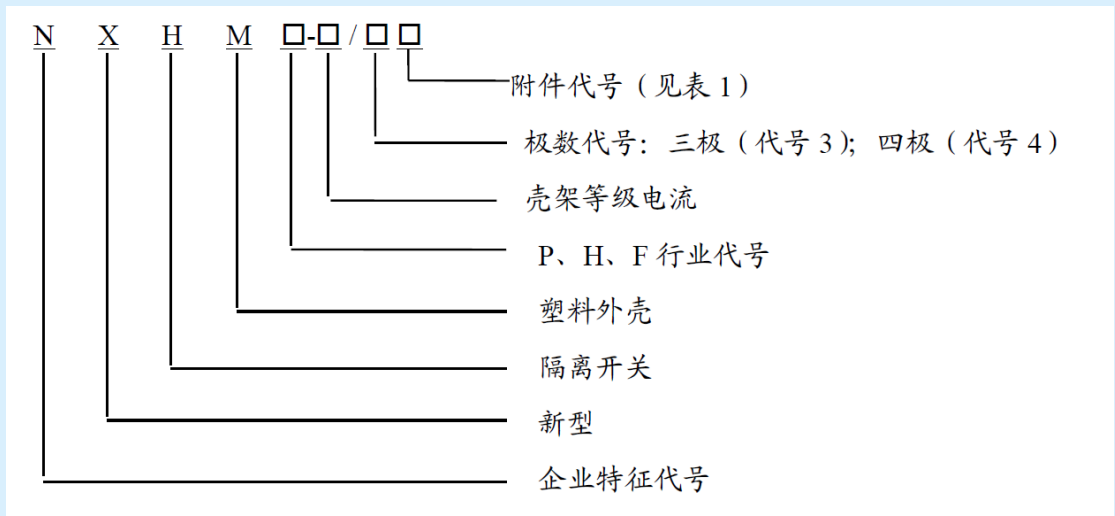 N X H M □-□/□□
附件代号（见表 1）
极数代号：三极（代号 3）；四极（代号 4）
壳架等级电流
P、H、F 行业代号
塑料外壳
隔离开关
新型
企业特征代号